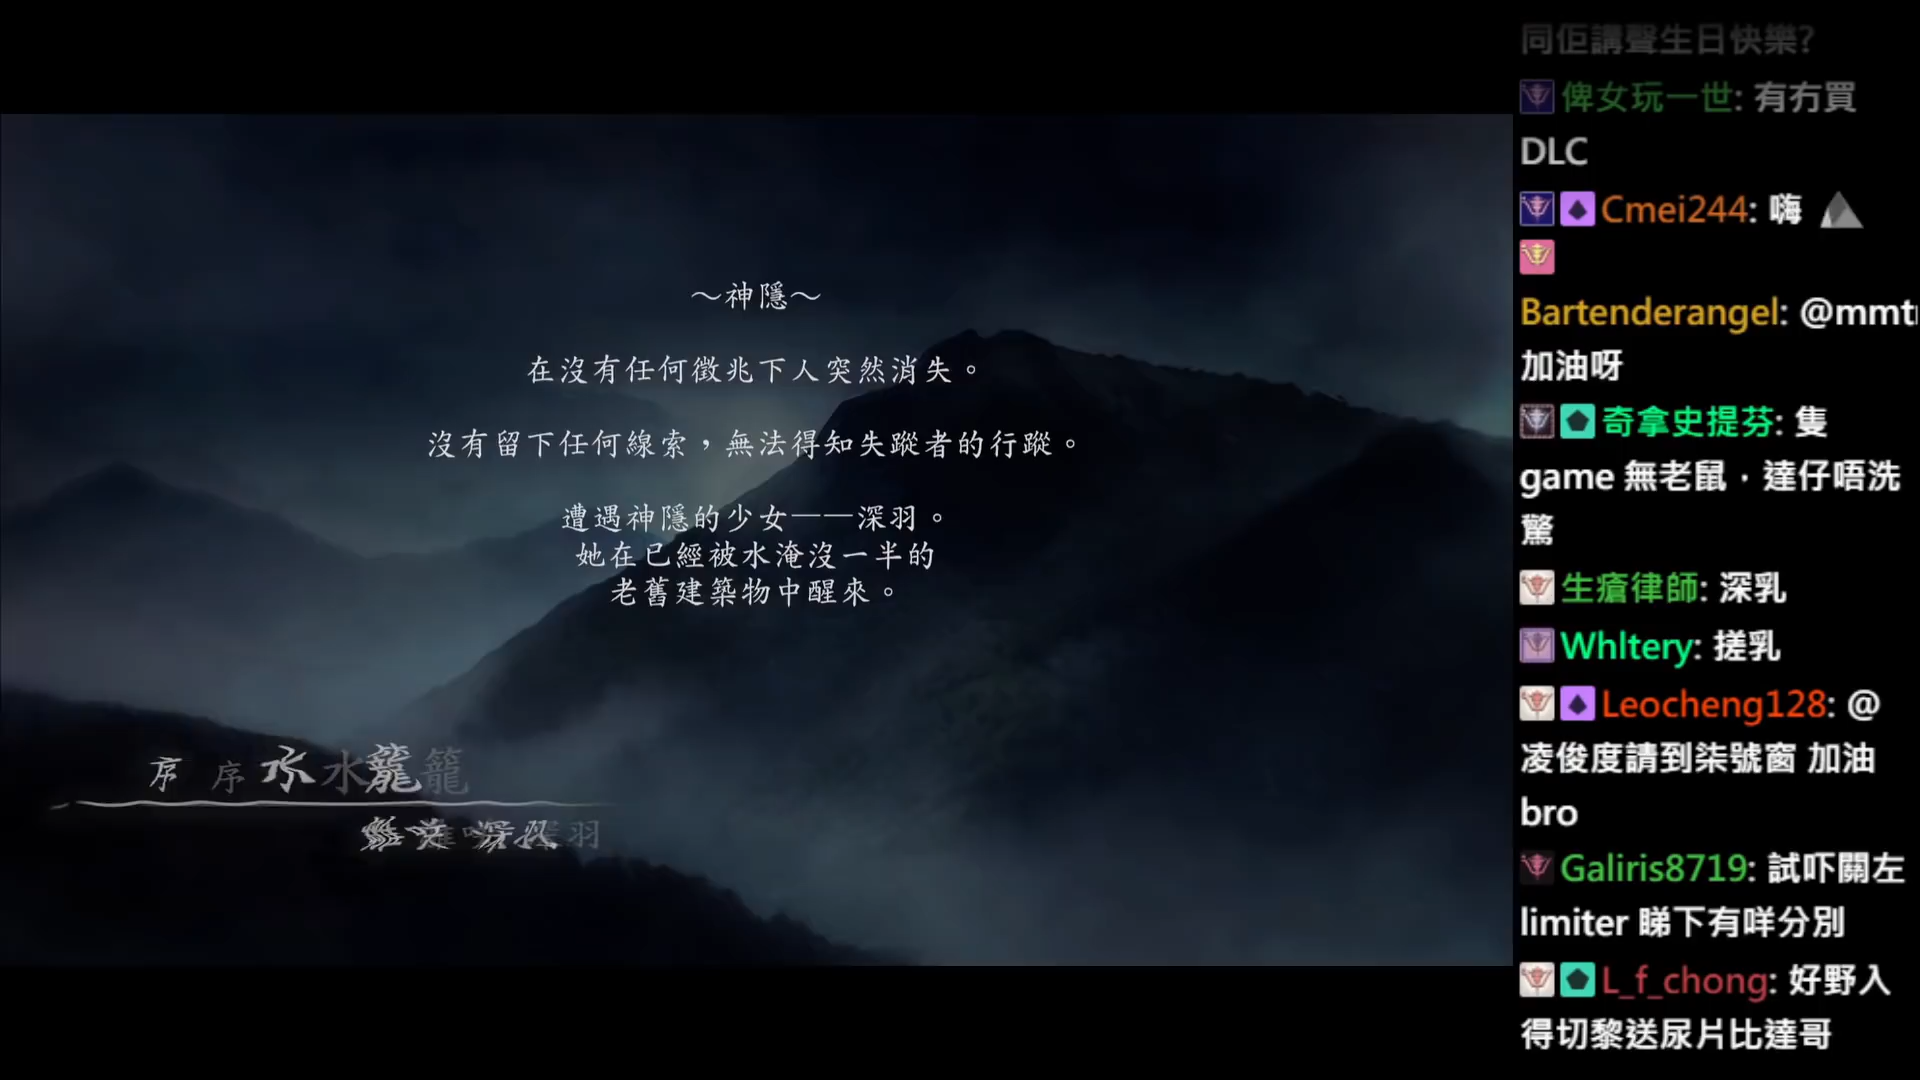 ～神隱～
在沒有任何徵兆下人突然消失。
沒有留下任何線索，無法得知失蹤者的行蹤。
遭遇神隱的少女——深羽。
她在已經被水淹沒一半的
老舊建築物中醒來。
序 水籠
深羽
同佢講聲生日快樂?
俾女玩一世: 有冇買
DLC
Cmei244: 嗨
Bartenderangel: @mmt
加油呀
奇拿史提芬: 隻
game 無老鼠，達仔唔洗
驚
生瘡律師: 深乳
Whltery: 搓乳
Leocheng128: @
凌俊度請到柒號窗 加油
bro
Galiris8719: 試吓關左
limiter 睇下有咩分別
L_f_chong: 好野入
得切黎送尿片比達哥